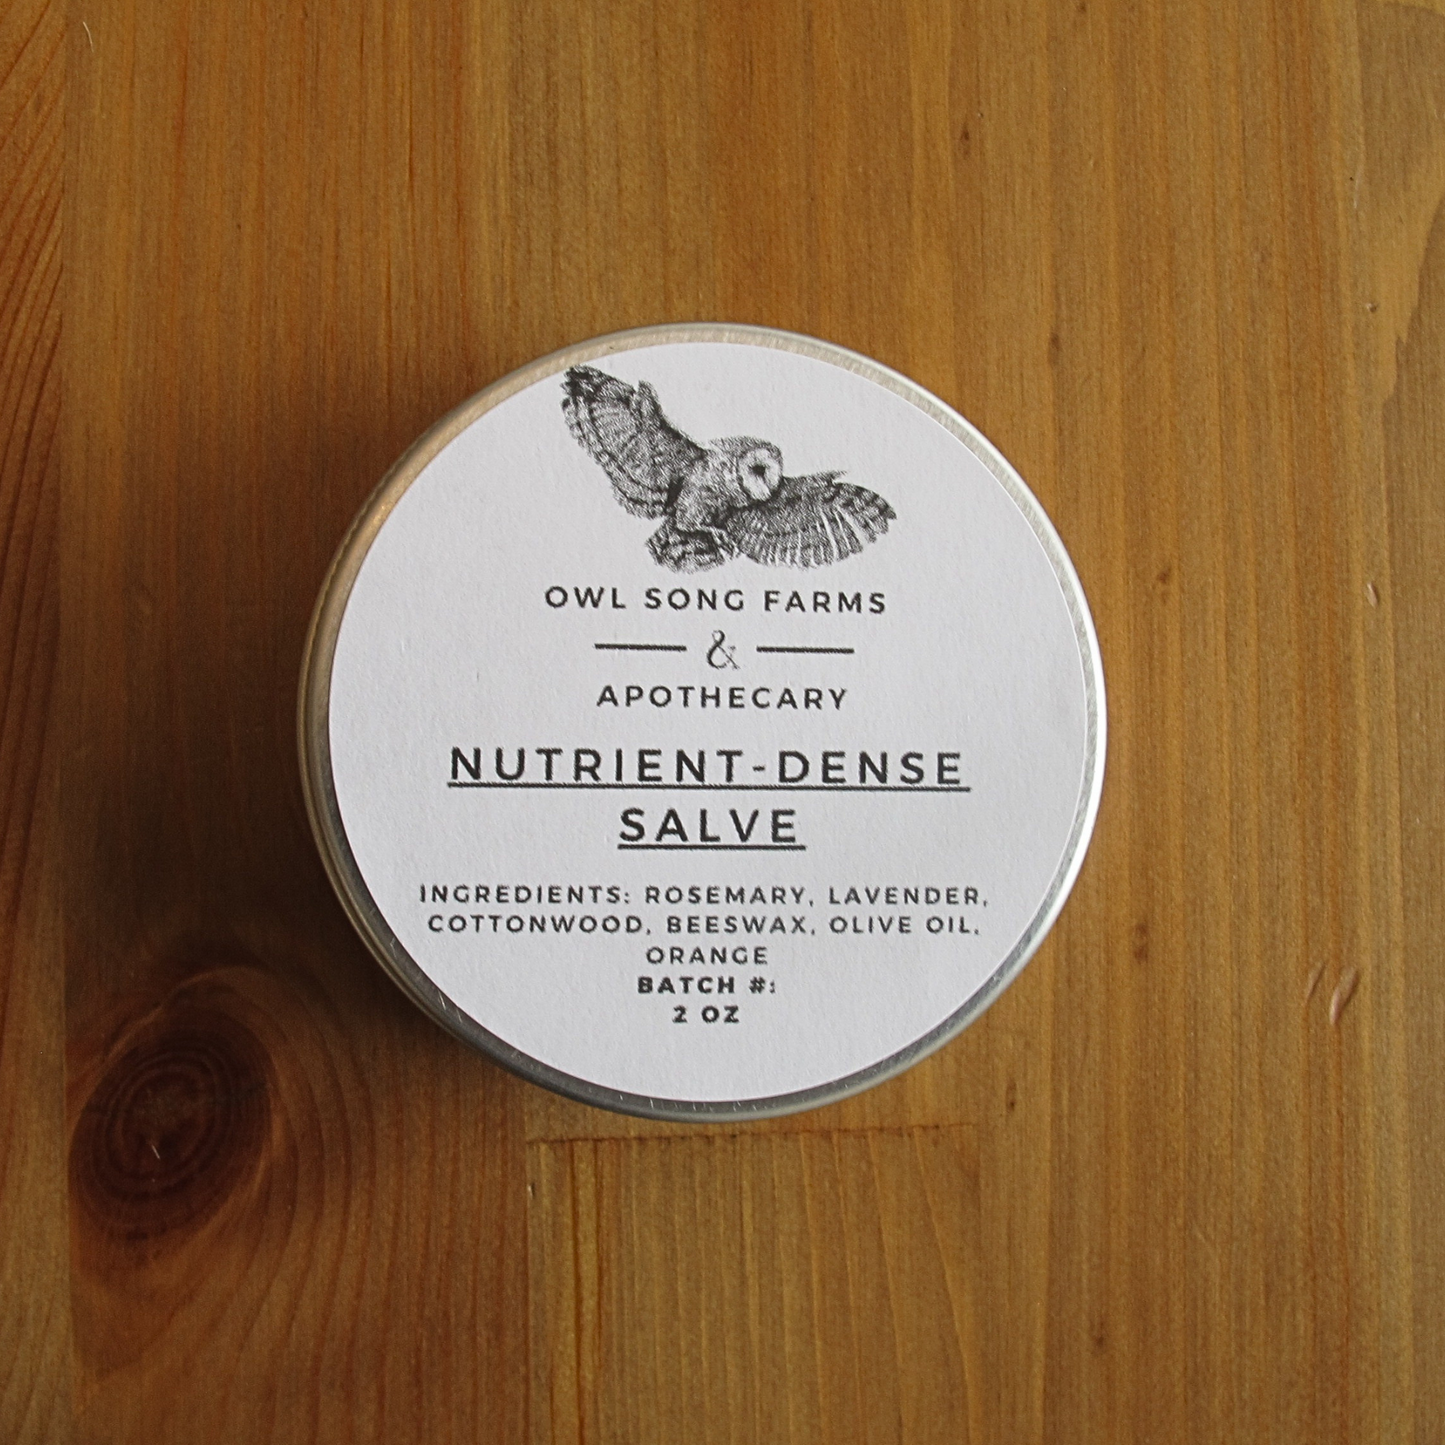 OWL SONG FARMS
&
APOTHECARY
NUTRIENT-DENSE
SALVE
INGREDIENTS: ROSEMARY, LAVENDER,
COTTONWOOD, BEESWAX, OLIVE OIL,
ORANGE
BATCH #:
2 OZ